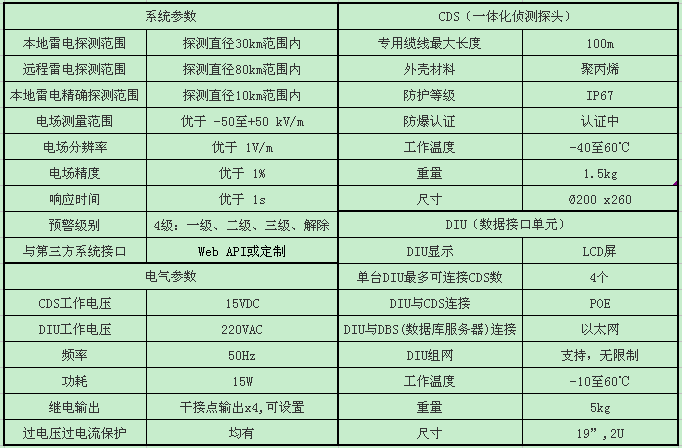 系统参数
本地雷电探测范围 探测直径30km范围内
远程雷电探测范围 探测直径80km范围内
本地雷电精确探测范围 探测直径10km范围内
电场测量范围 优于 -50至+50 kV/m
电场分辨率 优于 1V/m
电场精度 优于 1%
响应时间 优于 1s
预警级别 4级：一级、二级、三级、解除
与第三方系统接口 Web API或定制
电气参数
CDS工作电压 15VDC
DIU工作电压 220VAC
频率 50Hz
功耗 15W
继电输出 干接点输出x4,可设置
过电压过电流保护 均有
CDS（一体化侦测探头）
专用缆线最大长度 100m
外壳材料 聚丙烯
防护等级 IP67
防爆认证 认证中
工作温度 -40至60℃
重量 1.5kg
尺寸 Ø200 x260
DIU（数据接口单元）
DIU显示 LCD屏
单台DIU最多可连接CDS数 4个
DIU与CDS连接 POE
DIU与DBS(数据库服务器)连接 以太网
DIU组网 支持，无限制
工作温度 -10至60℃
重量 5kg
尺寸 19”,2U